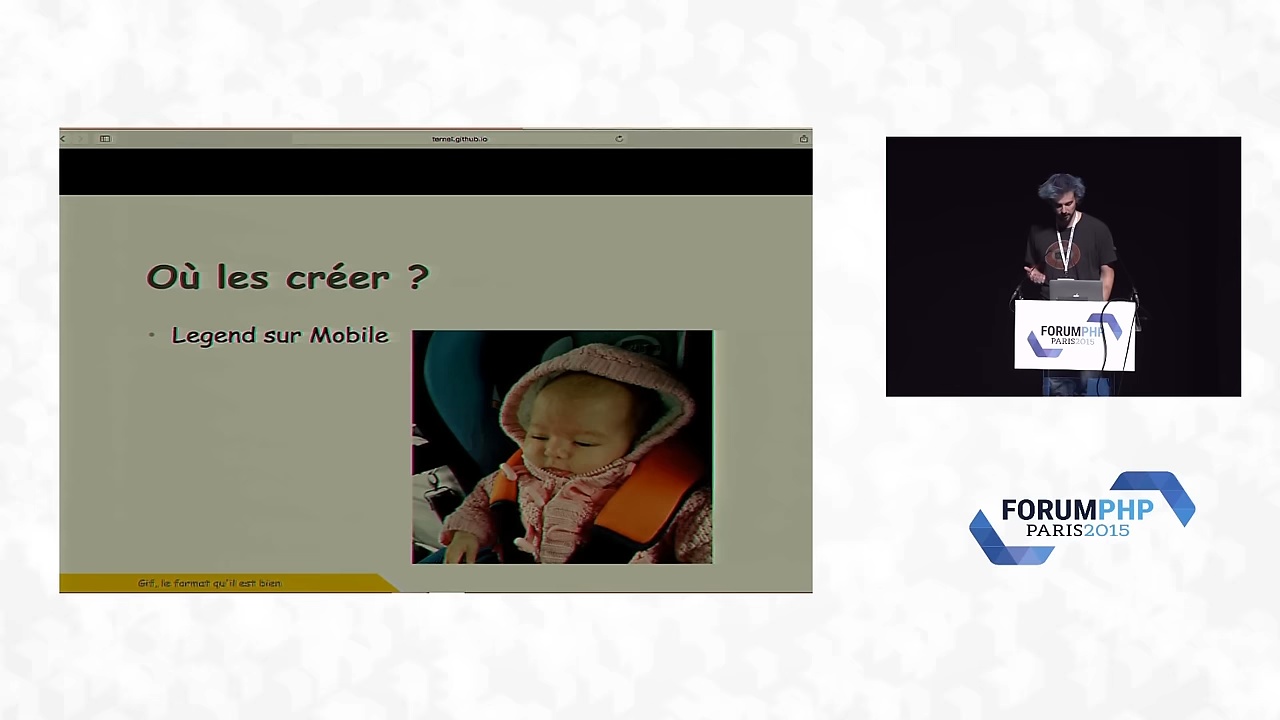 ternel.github.io
Où les créer ?
• Legend sur Mobile
Gif, le format qu'il est bien.
FORUMPHP
PARIS2015
FORUMPHP
PARIS2015